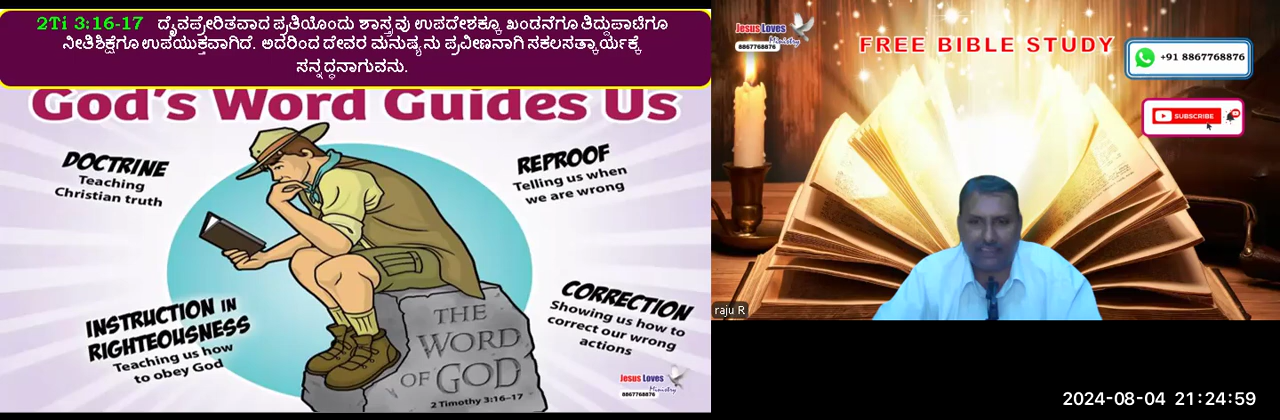 2Ti 3:16-17 ದೈವಪ್ರೇರಿತವಾದ ಪ್ರತಿಯೊಂದು ಶಾಸ್ತ್ರವು ಉಪದೇಶಕ್ಕೂ ಖಂಡನೆಗೂ ತಿದ್ದುಪಾಟಿಗೂ
ನೀತಿಶಿಕ್ಷೆಗೂ ಉಪಯುಕ್ತವಾಗಿದೆ. ಅದರಿಂದ ದೇವರ ಮನುಷ್ಯನು ಪ್ರವೀಣನಾಗಿ ಸಕಲಸತ್ಕಾರ್ಯಕ್ಕೆ
ಸನ್ನದ್ಧನಾಗುವನು.
God's Word Guides Us
DOCTRINE
Teaching
Christian truth
REPROOF
Telling us when
we are wrong
INSTRUCTION IN
RIGHTEOUSNESS
Teaching us how
to obey God
CORRECTION
Showing us how to
correct our wrong
actions
THE
WORD
OF GOD
2 Timothy 3:16-17
Jesus Loves
Ministry
8867768876
Jesus Loves
Ministry
8867768876
FREE BIBLE STUDY
+91 8867768876
SUBSCRIBE
raju R
2024-08-04 21:24:59